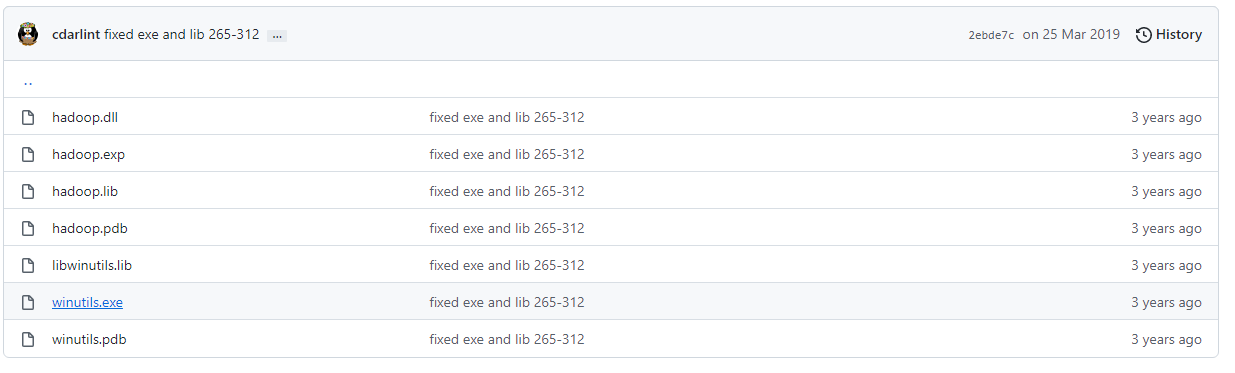 cdarlint fixed exe and lib 265-312 ... 2ebde7c on 25 Mar 2019 History
..
hadoop.dll fixed exe and lib 265-312 3 years ago
hadoop.exp fixed exe and lib 265-312 3 years ago
hadoop.lib fixed exe and lib 265-312 3 years ago
hadoop.pdb fixed exe and lib 265-312 3 years ago
libwinutils.lib fixed exe and lib 265-312 3 years ago
winutils.exe fixed exe and lib 265-312 3 years ago
winutils.pdb fixed exe and lib 265-312 3 years ago